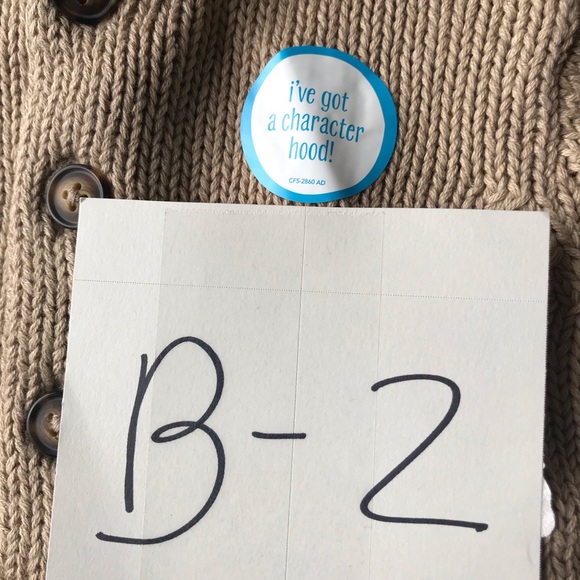 i've got
a character
hood!
CFS-2860 AD
B-2